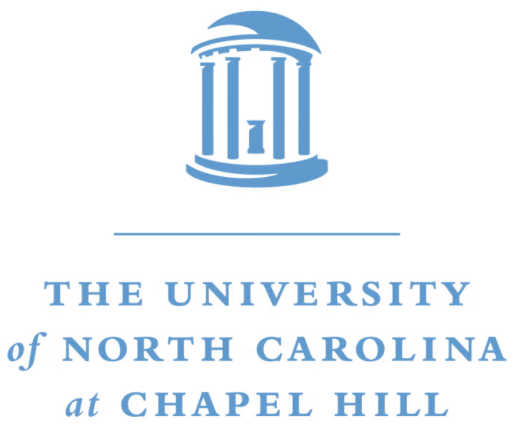 THE UNIVERSITY
of NORTH CAROLINA
at CHAPEL HILL